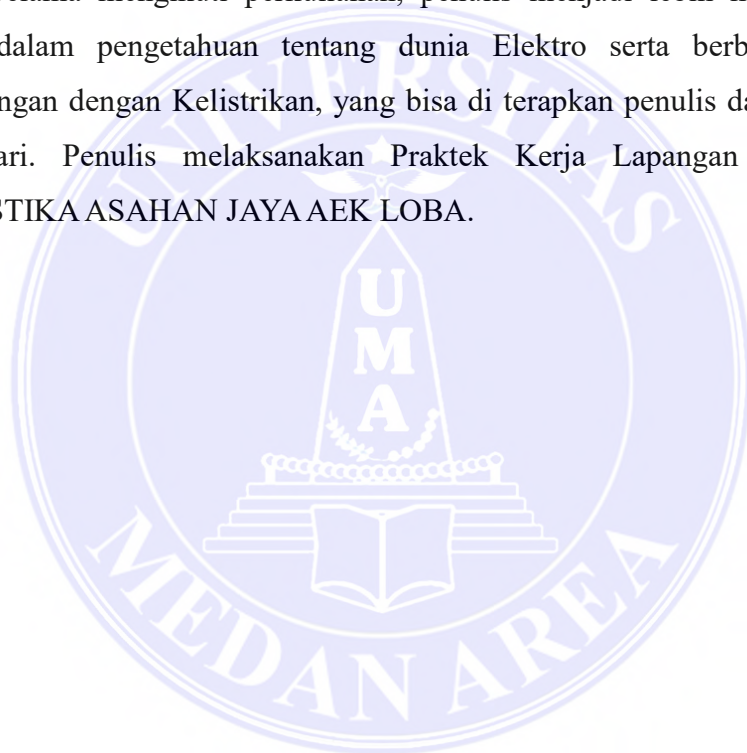 dalam pengetahuan tentang dunia Elektro serta berb
ngan dengan Kelistrikan, yang bisa di terapkan penulis da
ari. Penulis melaksanakan Praktek Kerja Lapangan
STIKA ASAHAN JAYA AEK LOBA.
UNIVERSITAS
UMA
MEDAN AREA